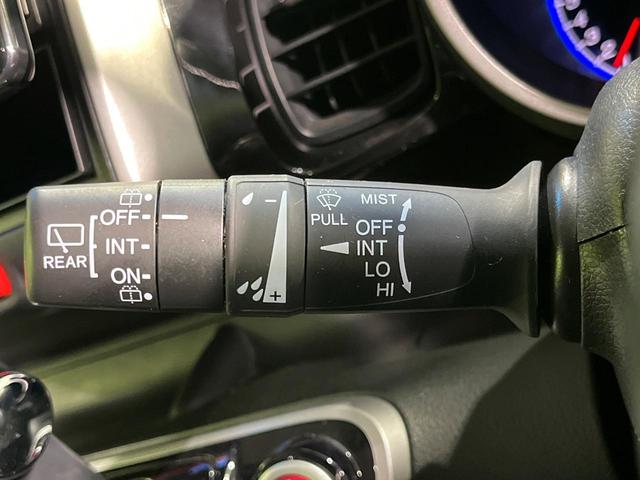 REAR
OFF
INT
ON
-
+
PULL
MIST
OFF
INT
LO
HI